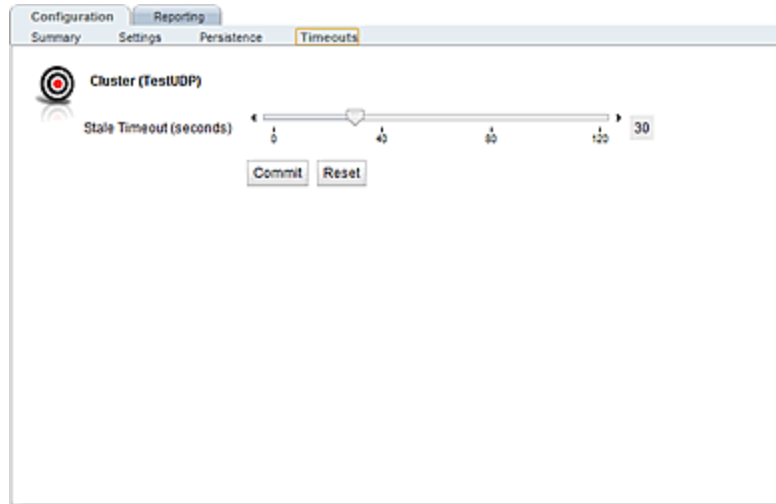 Configuration Reporting
Summary Settings Persistence Timeouts
Cluster (TestUDP)
Stale Timeout (seconds) 30
0 40 80 120
Commit Reset